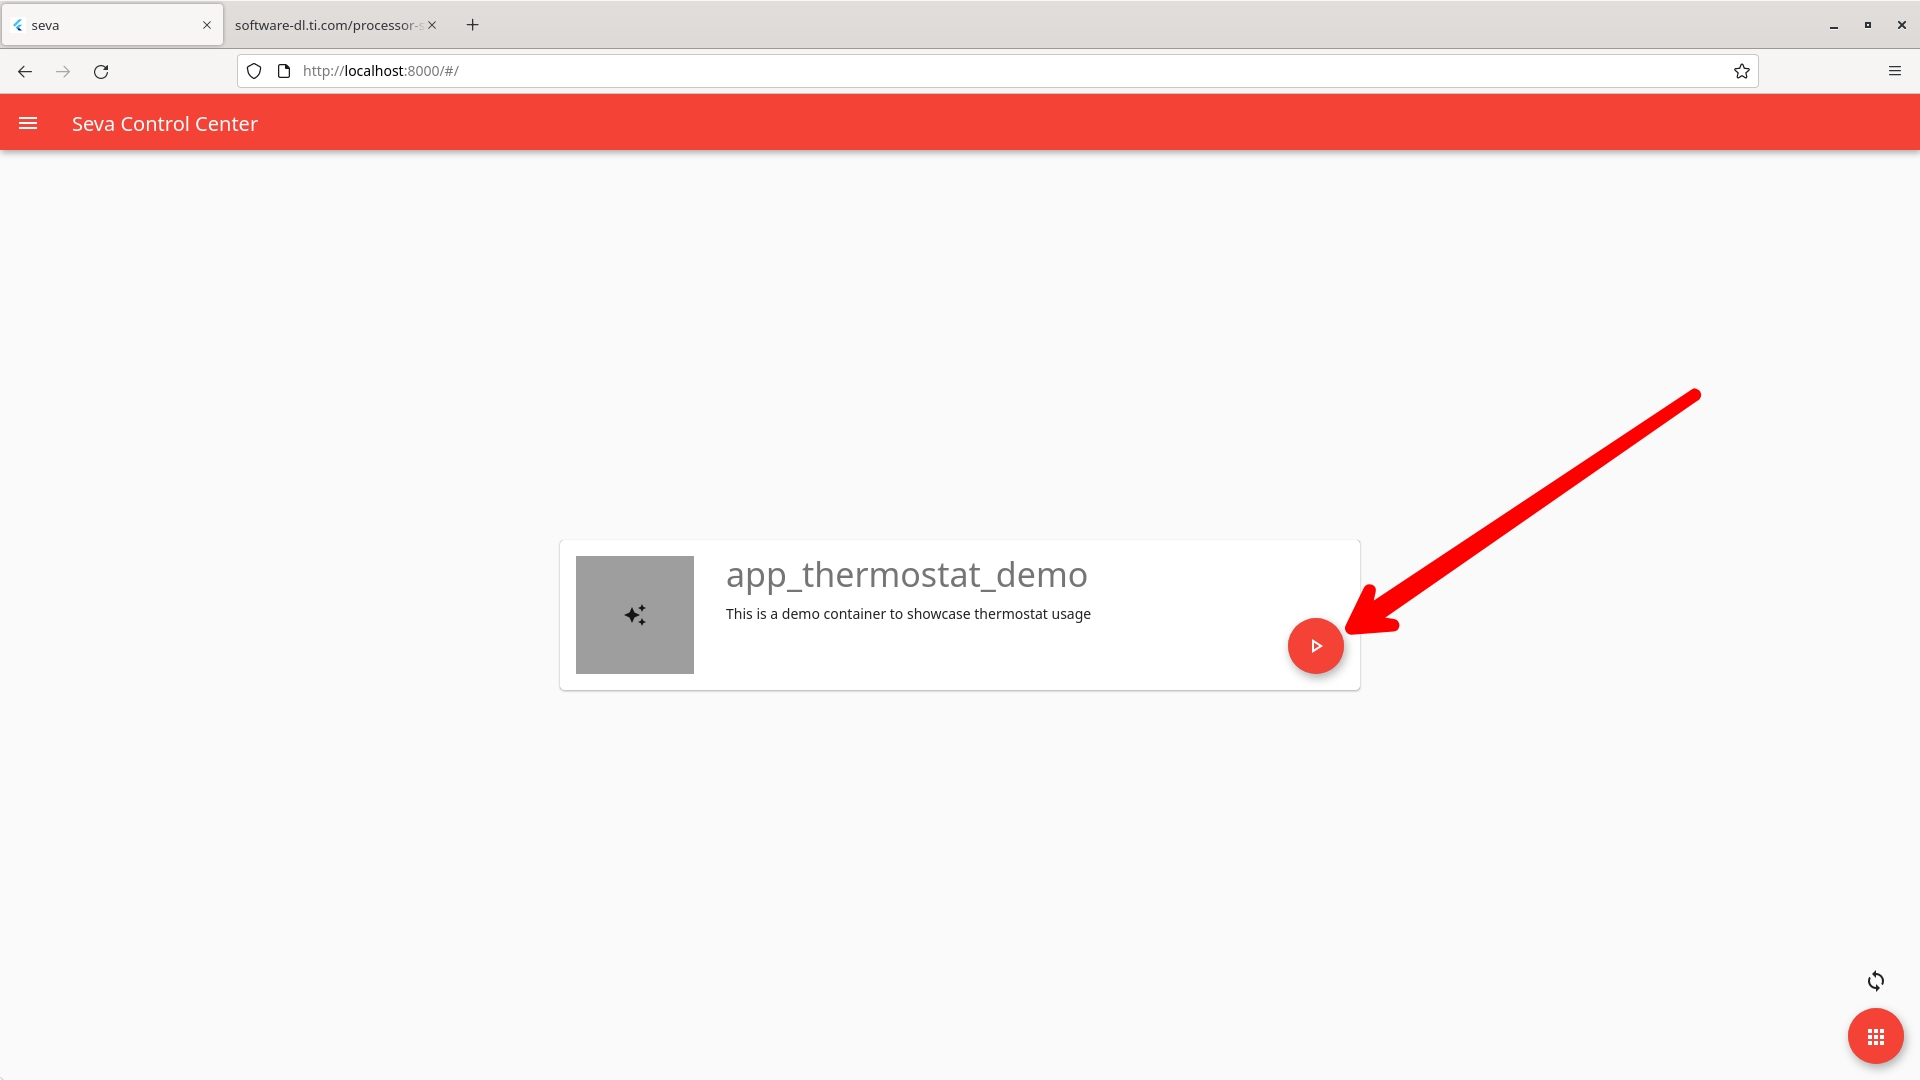 seva
software-dl.ti.com/processor-s
http://localhost:8000/#/
Seva Control Center
app_thermostat_demo
This is a demo container to showcase thermostat usage